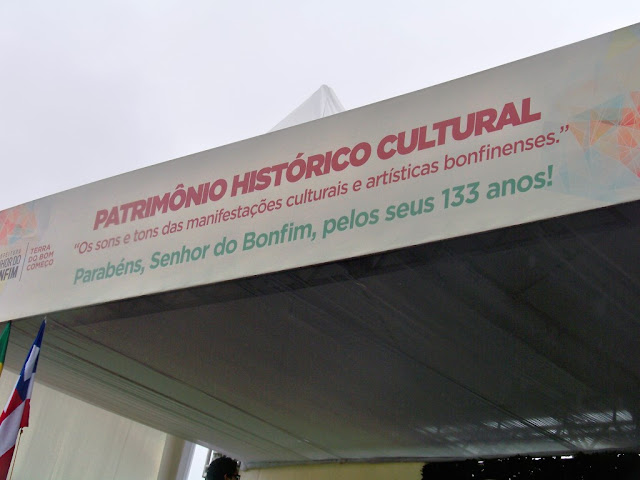 PATRIMÔNIO HISTÓRICO CULTURAL
“Os sons e tons das manifestações culturais e artísticas bonfinenses.”
Parabéns, Senhor do Bonfim, pelos seus 133 anos!
TERRA
DO BOM
COMEÇO